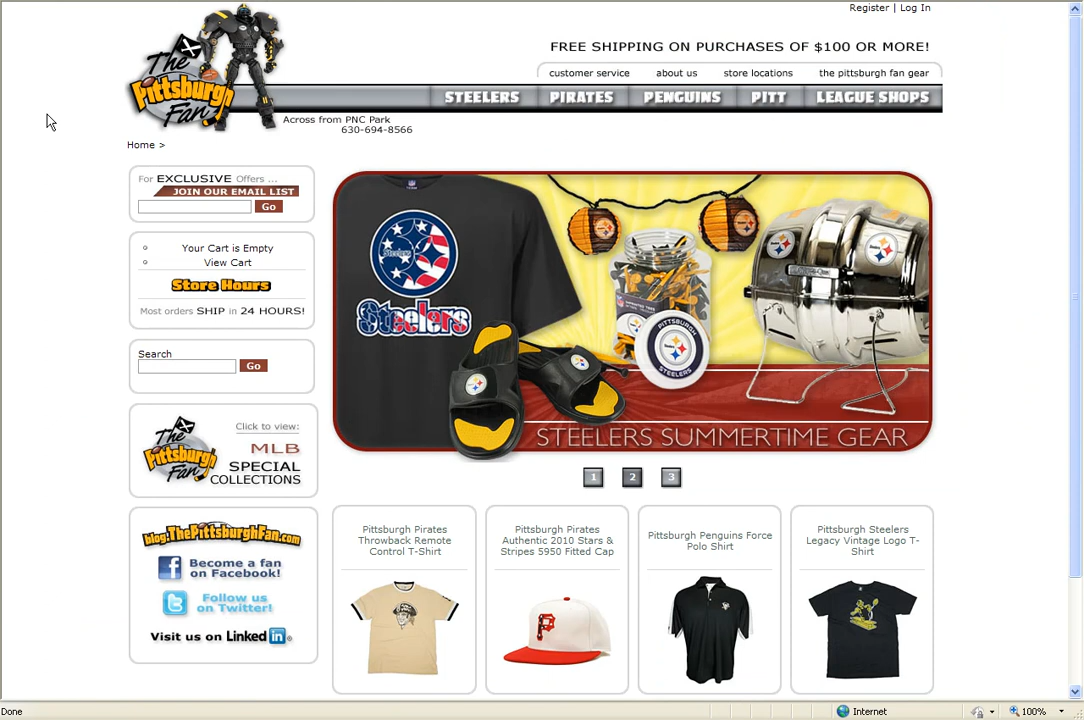 Register | Log In
FREE SHIPPING ON PURCHASES OF $100 OR MORE!
customer service about us store locations the pittsburgh fan gear
The
Pittsburgh
Fan
STEELERS PIRATES PENGUINS PITT LEAGUE SHOPS
Across from PNC Park
630-694-8566
Home >
For EXCLUSIVE Offers ...
JOIN OUR EMAIL LIST
Go
Your Cart is Empty
View Cart
Store Hours
Most orders SHIP in 24 HOURS!
Search
Go
The
Pittsburgh
Fan
Click to view:
MLB
SPECIAL
COLLECTIONS
blog:ThePittsburghFan.com
Become a fan
on Facebook!
Follow us
on Twitter!
Visit us on Linked in
Steelers
Steelers
PITTSBURGH
STEELERS
STEELERS SUMMERTIME GEAR
1 2 3
Pittsburgh Pirates
Throwback Remote
Control T-Shirt
Pittsburgh Pirates
Authentic 2010 Stars &
Stripes 5950 Fitted Cap
Pittsburgh Penguins Force
Polo Shirt
Pittsburgh Steelers
Legacy Vintage Logo T-
Shirt
Done
Internet
100%